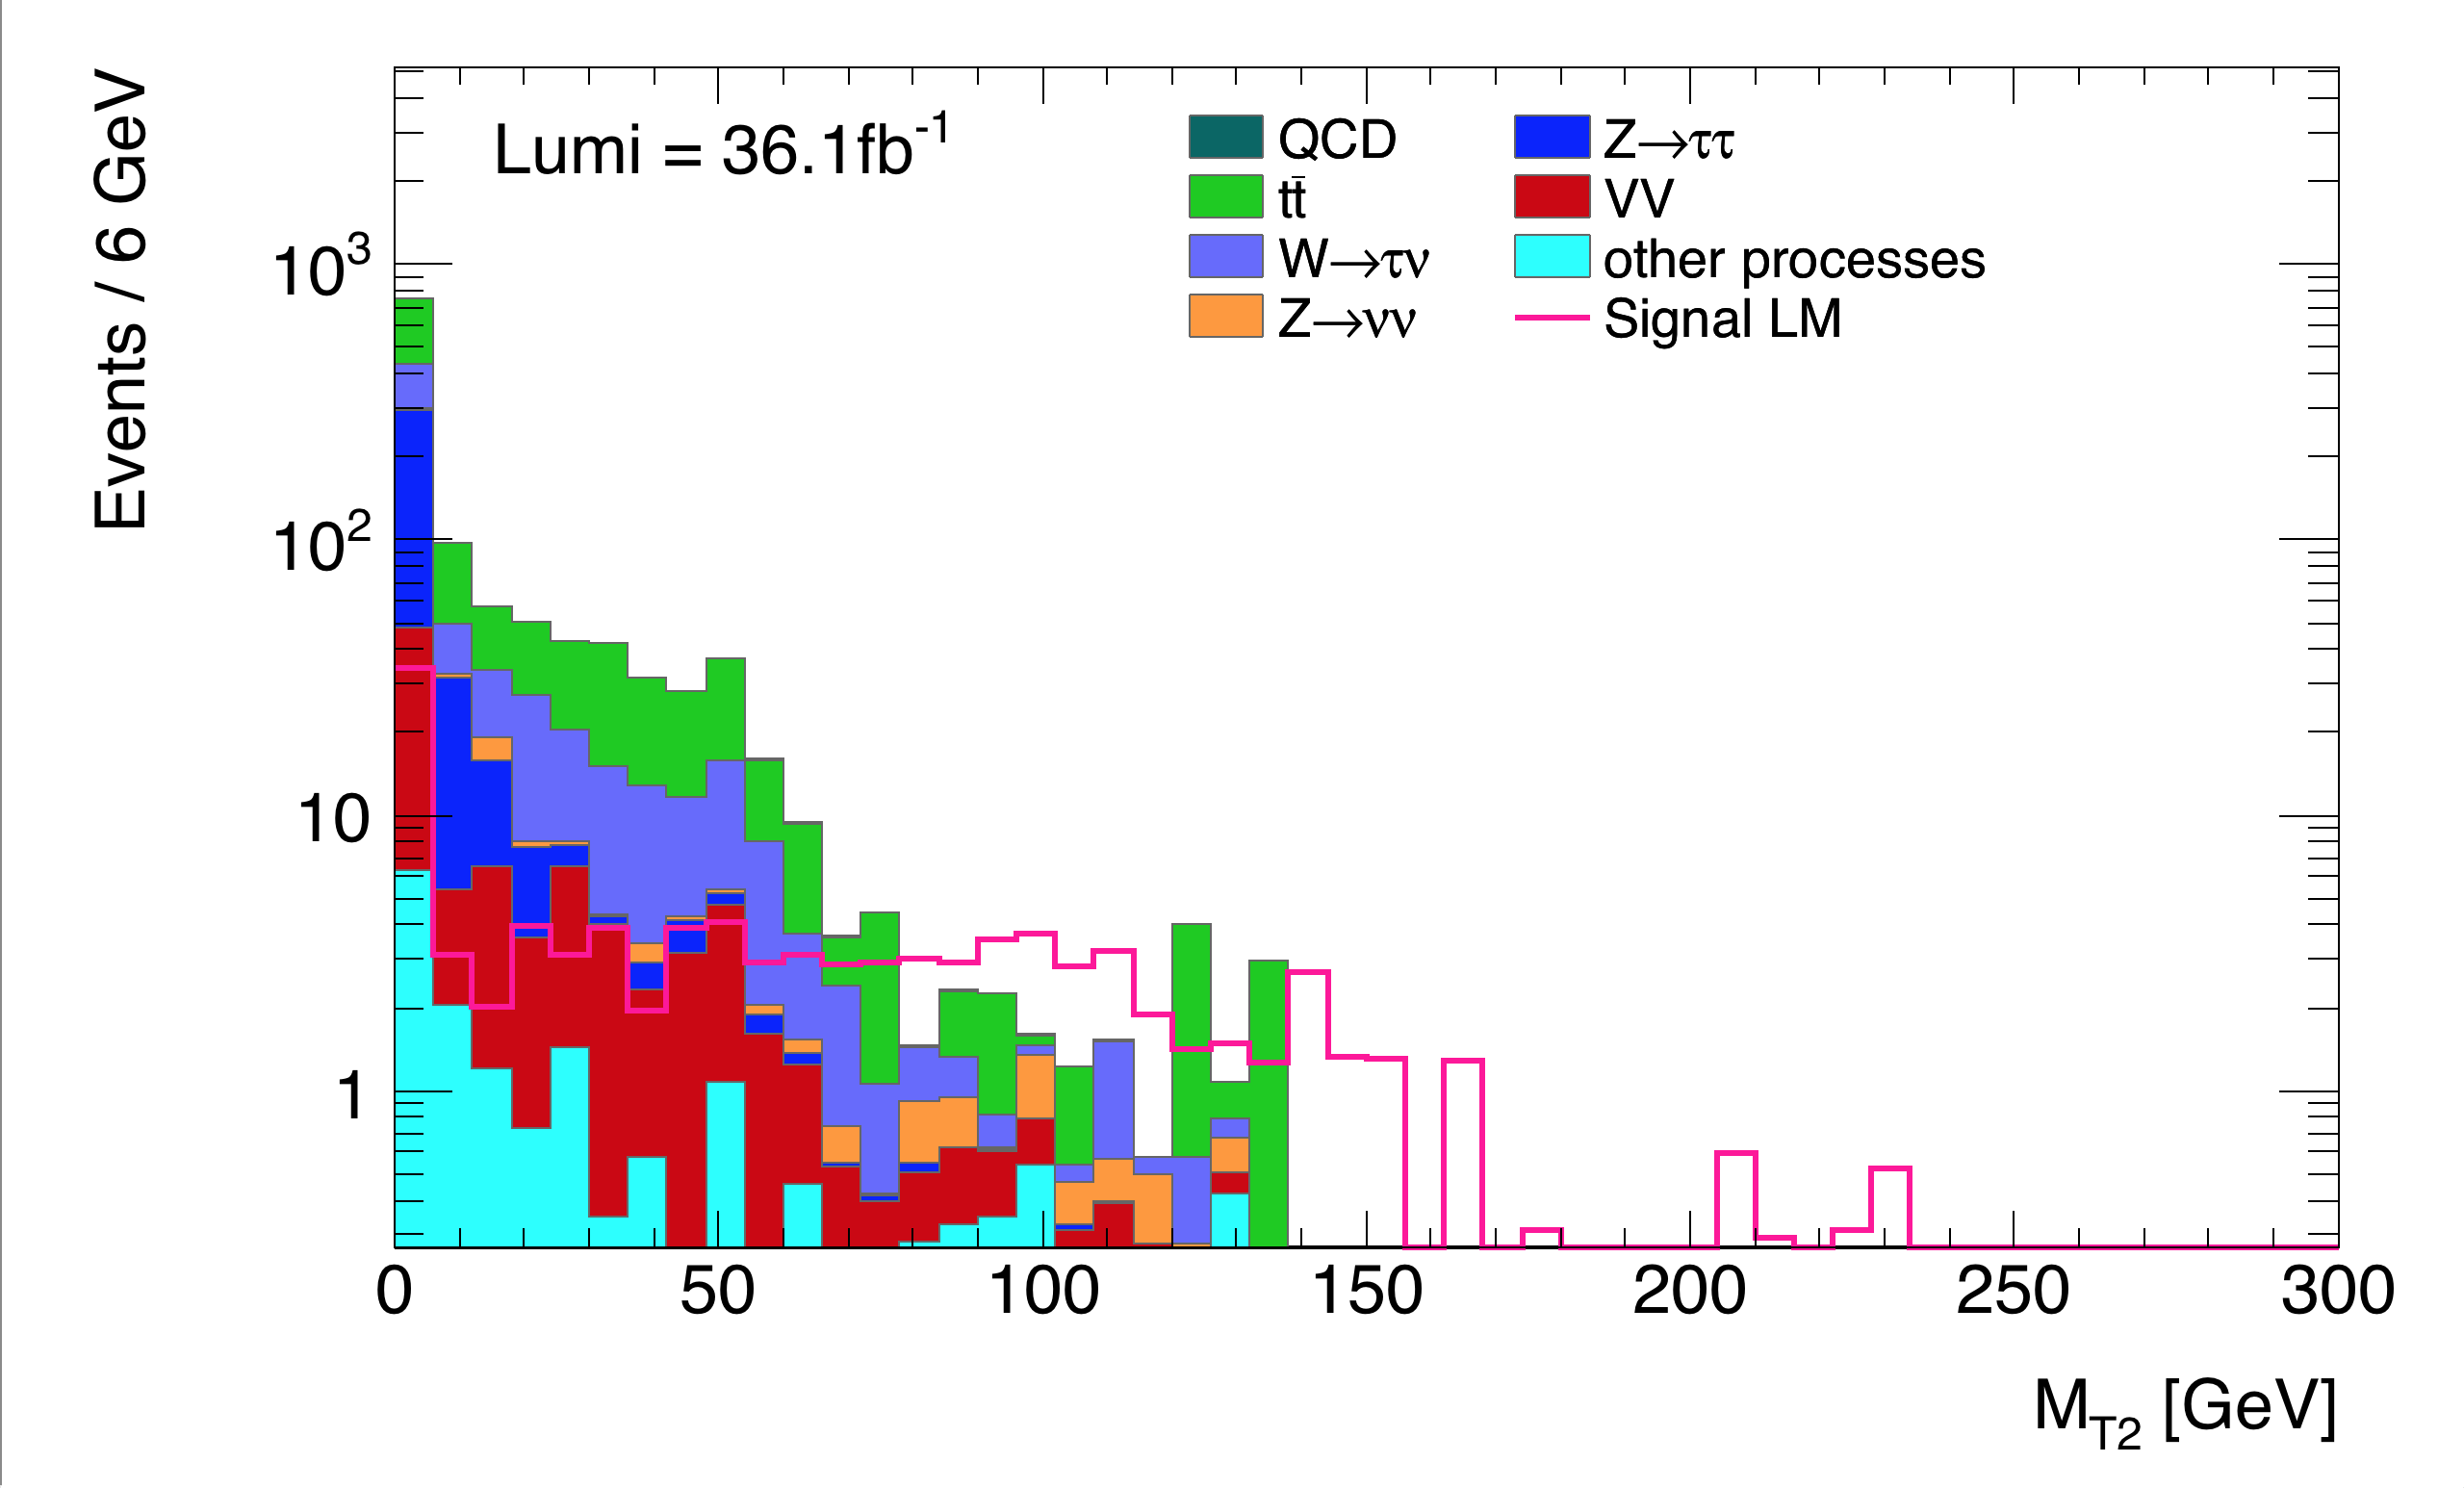 Events / 6 GeV
Lumi = 36.1fb⁻¹
QCD
tt̄
W→τν
Z→νν
Z→ττ
VV
other processes
Signal LM
10³
10²
10
1
0 50 100 150 200 250 300
M_T2 [GeV]